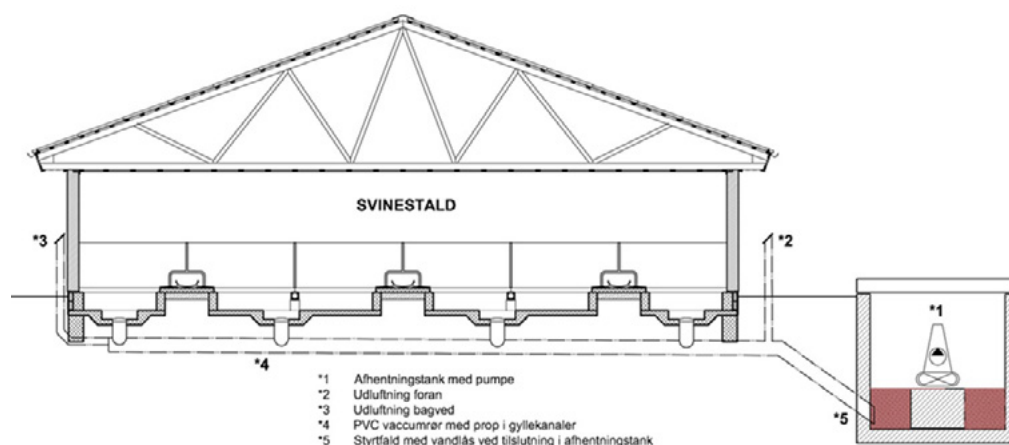 SVINESTALD
*3
*2
*1
*4
*5
*1 Afhentningstank med pumpe
*2 Udluftning foran
*3 Udluftning bagved
*4 PVC vaccumrør med prop i gyllekanaler
*5 Styrtfald med vandlås ved tilslutning i afhentningstank